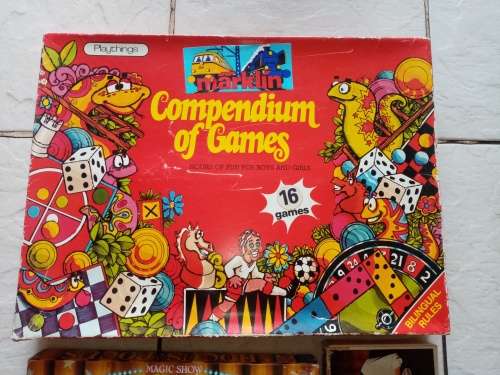 Playthings
märklin
Compendium
of Games
HOURS OF FUN FOR BOYS AND GIRLS
16
games
BILINGUAL
RULES
MAGIC SHOW